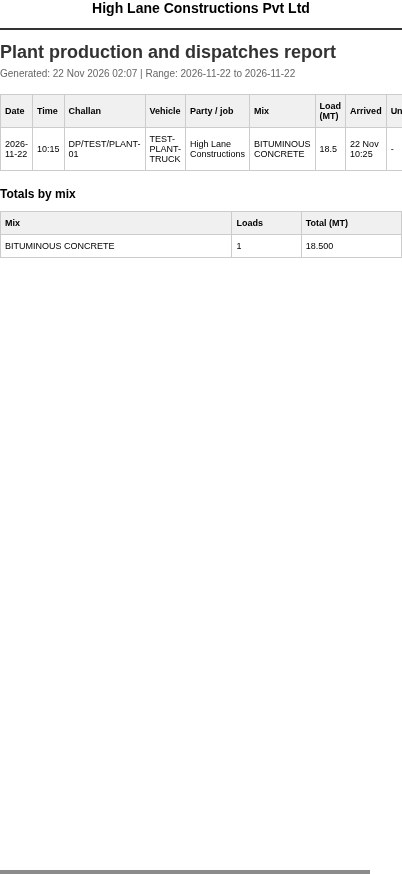 High Lane Constructions Pvt Ltd
Plant production and dispatches report
Generated: 22 Nov 2026 02:07 | Range: 2026-11-22 to 2026-11-22
Date Time Challan Vehicle Party / job Mix Load (MT) Arrived Un
2026-11-22 10:15 DP/TEST/PLANT-01 TEST-PLANT-TRUCK High Lane Constructions BITUMINOUS CONCRETE 18.5 22 Nov 10:25 -
Totals by mix
Mix Loads Total (MT)
BITUMINOUS CONCRETE 1 18.500